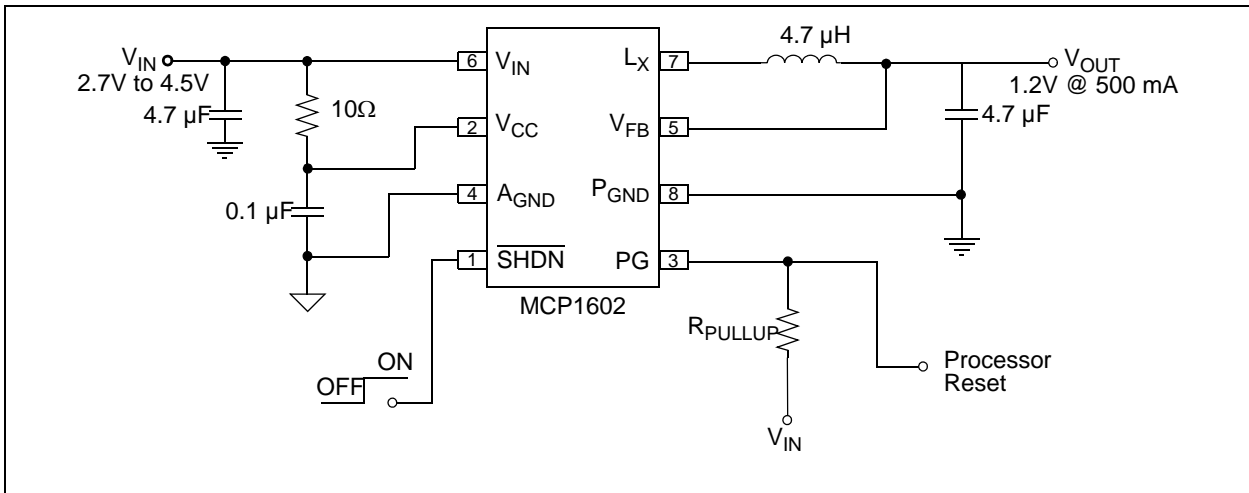 V_IN
2.7V to 4.5V
4.7 µF
10Ω
0.1 µF
OFF
ON
6 V_IN
2 V_CC
4 A_GND
1 SHDN
L_X 7
V_FB 5
P_GND 8
PG 3
MCP1602
4.7 µH
V_OUT
1.2V @ 500 mA
4.7 µF
R_PULLUP
V_IN
Processor
Reset